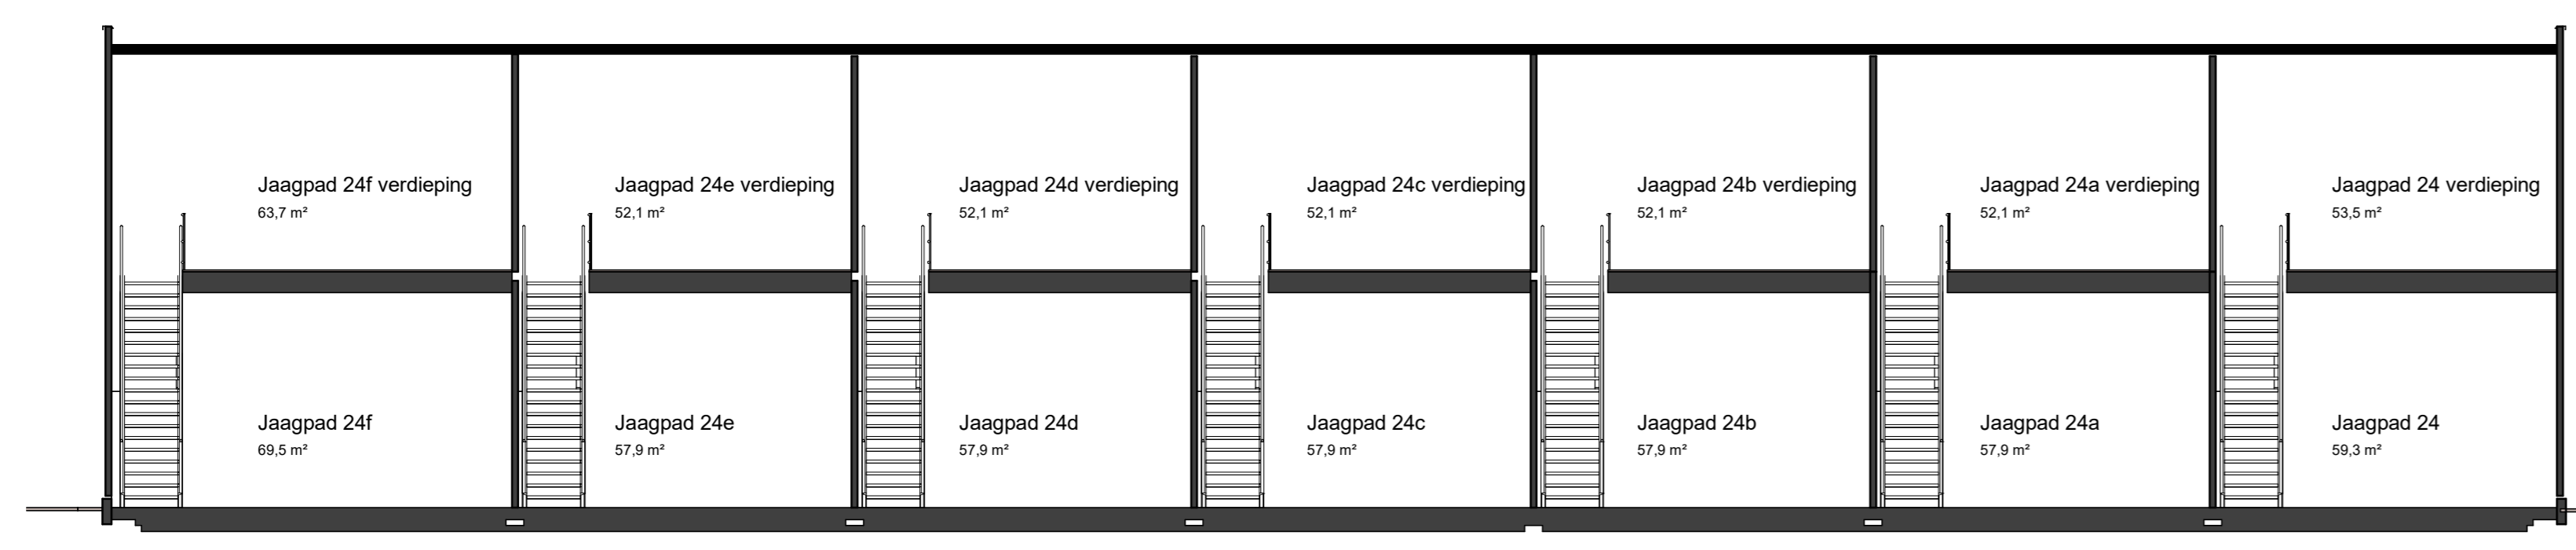 Jaagpad 24f verdieping
63,7 m²
Jaagpad 24e verdieping
52,1 m²
Jaagpad 24d verdieping
52,1 m²
Jaagpad 24c verdieping
52,1 m²
Jaagpad 24b verdieping
52,1 m²
Jaagpad 24a verdieping
52,1 m²
Jaagpad 24 verdieping
53,5 m²
Jaagpad 24f
69,5 m²
Jaagpad 24e
57,9 m²
Jaagpad 24d
57,9 m²
Jaagpad 24c
57,9 m²
Jaagpad 24b
57,9 m²
Jaagpad 24a
57,9 m²
Jaagpad 24
59,3 m²